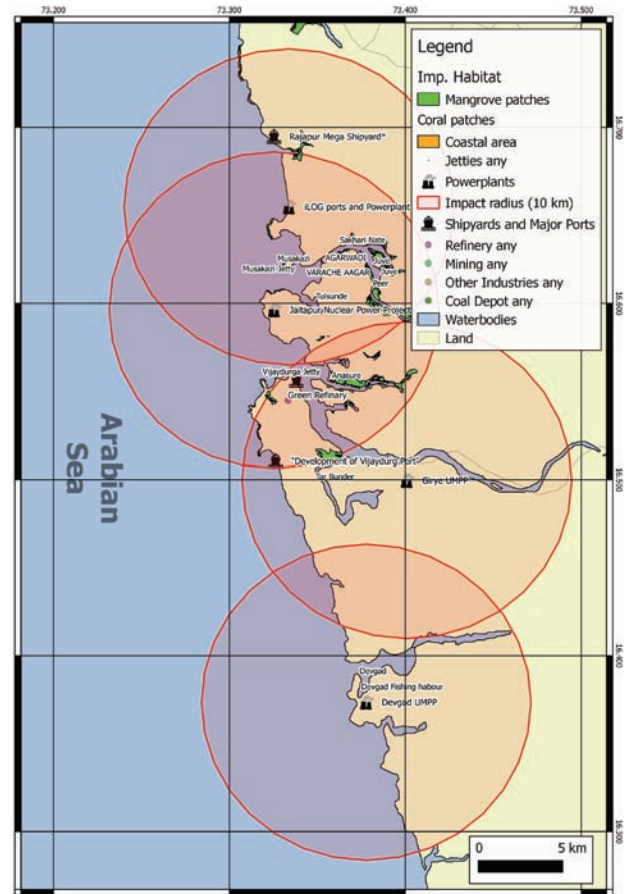 73.200
73.300
73.400
73.500
Legend
Imp. Habitat
Mangrove patches
Coral patches
Coastal area
Jetties any
Powerplants
Impact radius (10 km)
Shipyards and Major Ports
Refinery any
Mining any
Other Industries any
Coal Depot any
Waterbodies
Land
16.700
Rajapur Mega Shipyard*
iLOG ports and Powerplant
Sakhari Nate
Musakazi
AGARWADI
Juve
Musakazi Jetty
VARACHE AAGAR
Juve
Peer
Tulsunde
16.600
Jaitapur Nuclear Power Project
Vijaydurga Jetty
Anasure
Green Refinary
Arabian
Sea
"Development of Vijaydurg Port"
Tar Bunder
Girye UMPP
16.500
16.400
Devgad
Devgad Fishing habour
Devgad UMPP
16.300
0 5 km